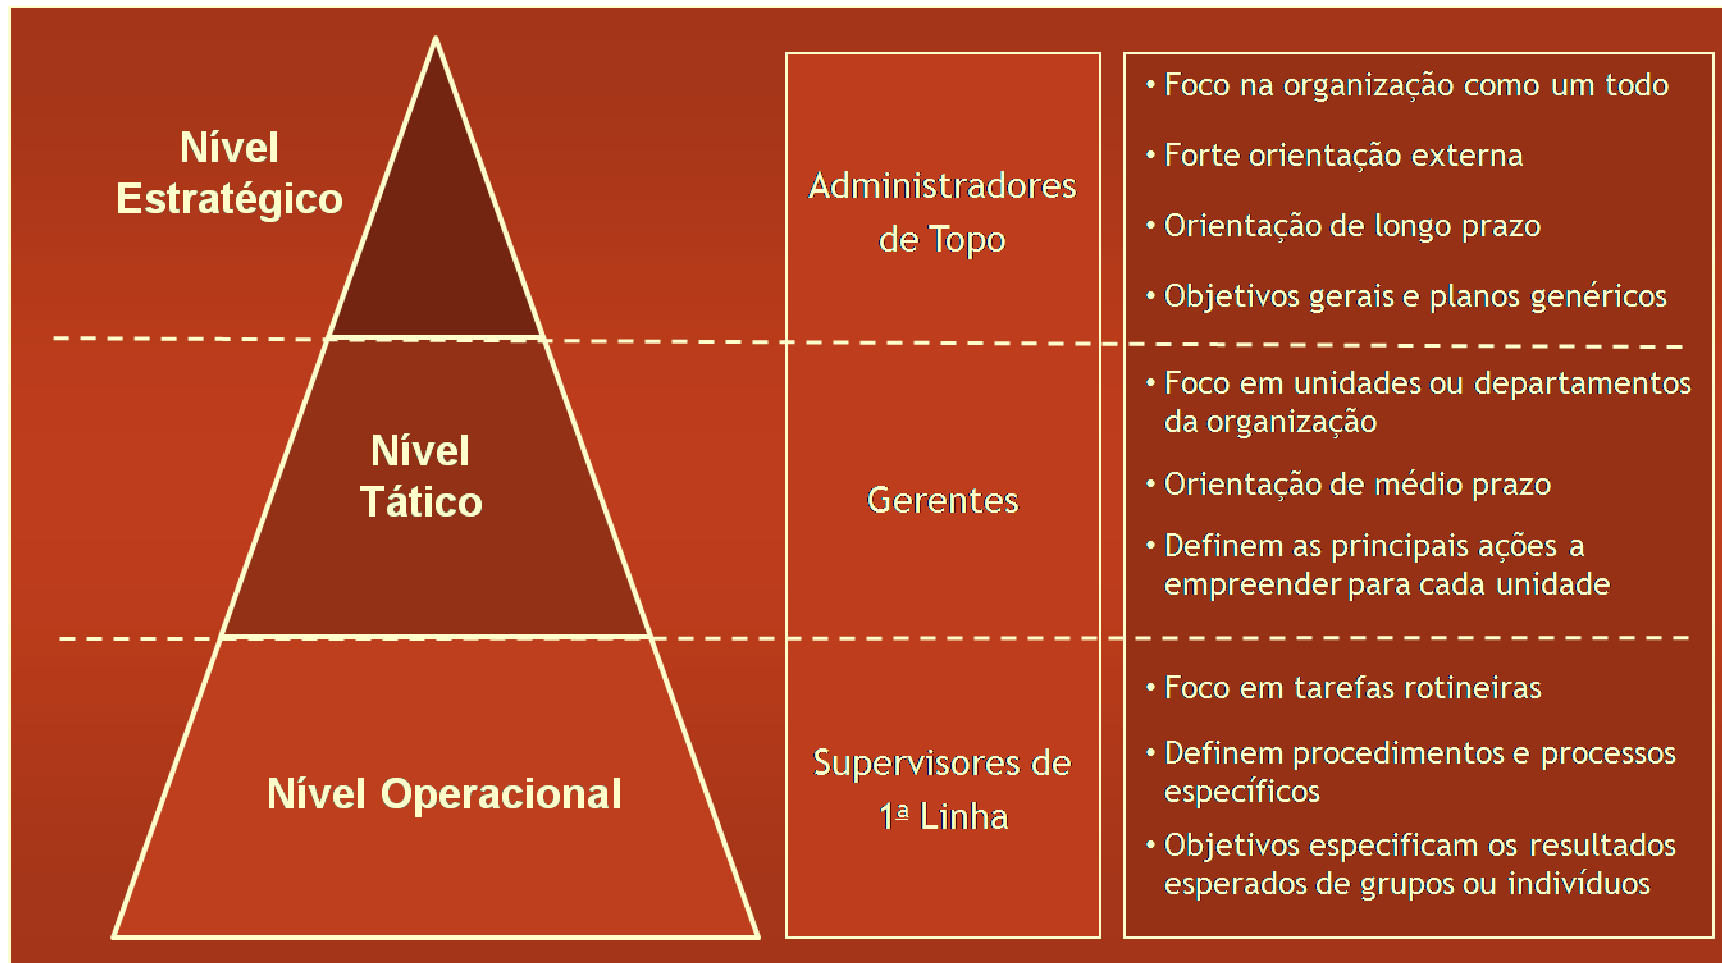 Nível
Estratégico
Administradores
de Topo
• Foco na organização como um todo
• Forte orientação externa
• Orientação de longo prazo
• Objetivos gerais e planos genéricos
Nível
Tático
Gerentes
• Foco em unidades ou departamentos
da organização
• Orientação de médio prazo
• Definem as principais ações a
empreender para cada unidade
Nível Operacional
Supervisores de
1ª Linha
• Foco em tarefas rotineiras
• Definem procedimentos e processos
específicos
• Objetivos especificam os resultados
esperados de grupos ou indivíduos